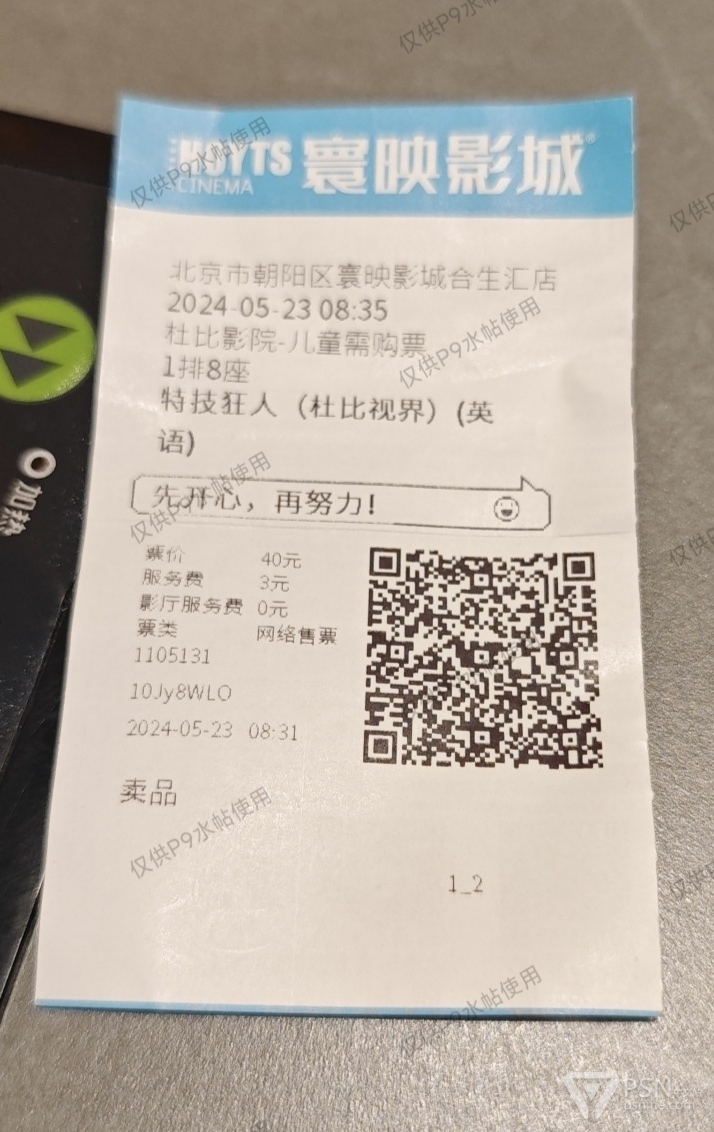 HOYTS 寰映影城®
CINEMA
北京市朝阳区寰映影城合生汇店
2024-05-23 08:35
杜比影院-儿童需购票
1排8座
特技狂人（杜比视界）(英
语)
先开心，再努力!
票价 40元
服务费 3元
影厅服务费 0元
票类 网络售票
1105131
10Jy8WLO
2024-05-23 08:31
卖品
1_2
加热
仅供P9水帖使用
仅供P9水帖使用
仅供P9水帖使用
仅供P9水帖使用
仅供P9水帖使用
仅供P9水帖使用
PSN
psnine.com